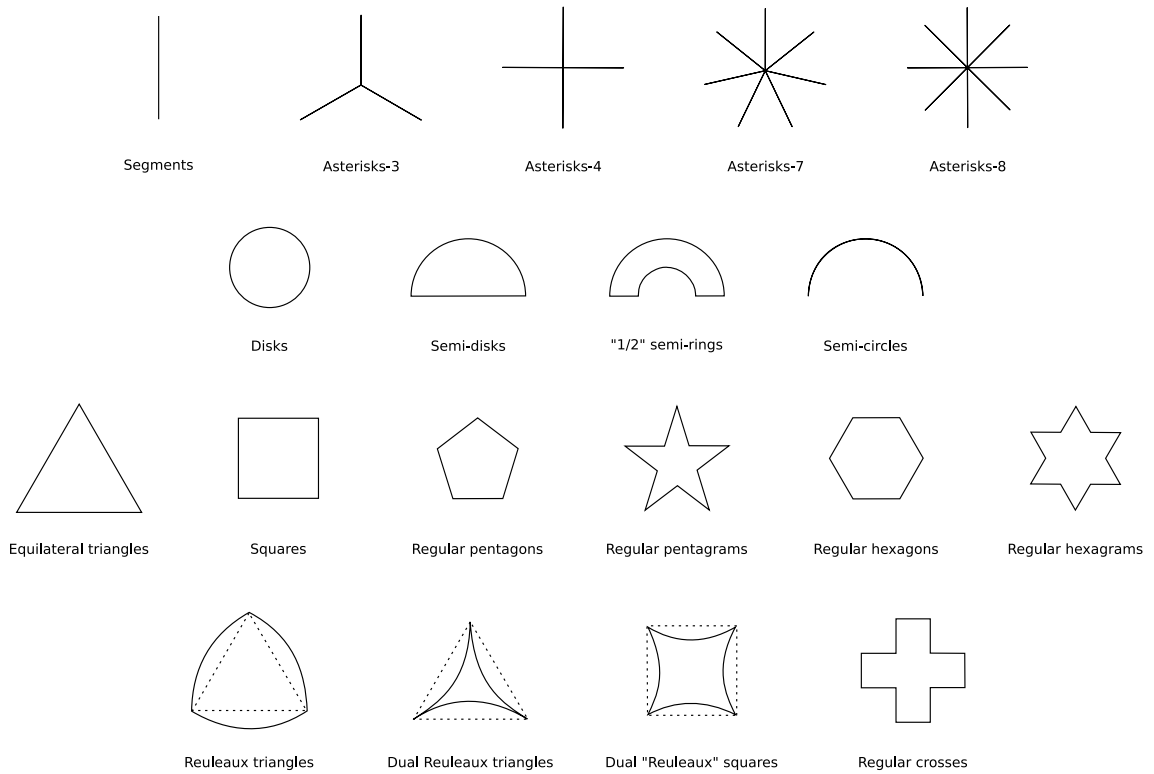 Segments Asterisks-3 Asterisks-4 Asterisks-7 Asterisks-8
Disks Semi-disks "1/2" semi-rings Semi-circles
Equilateral triangles Squares Regular pentagons Regular pentagrams Regular hexagons Regular hexagrams
Reuleaux triangles Dual Reuleaux triangles Dual "Reuleaux" squares Regular crosses